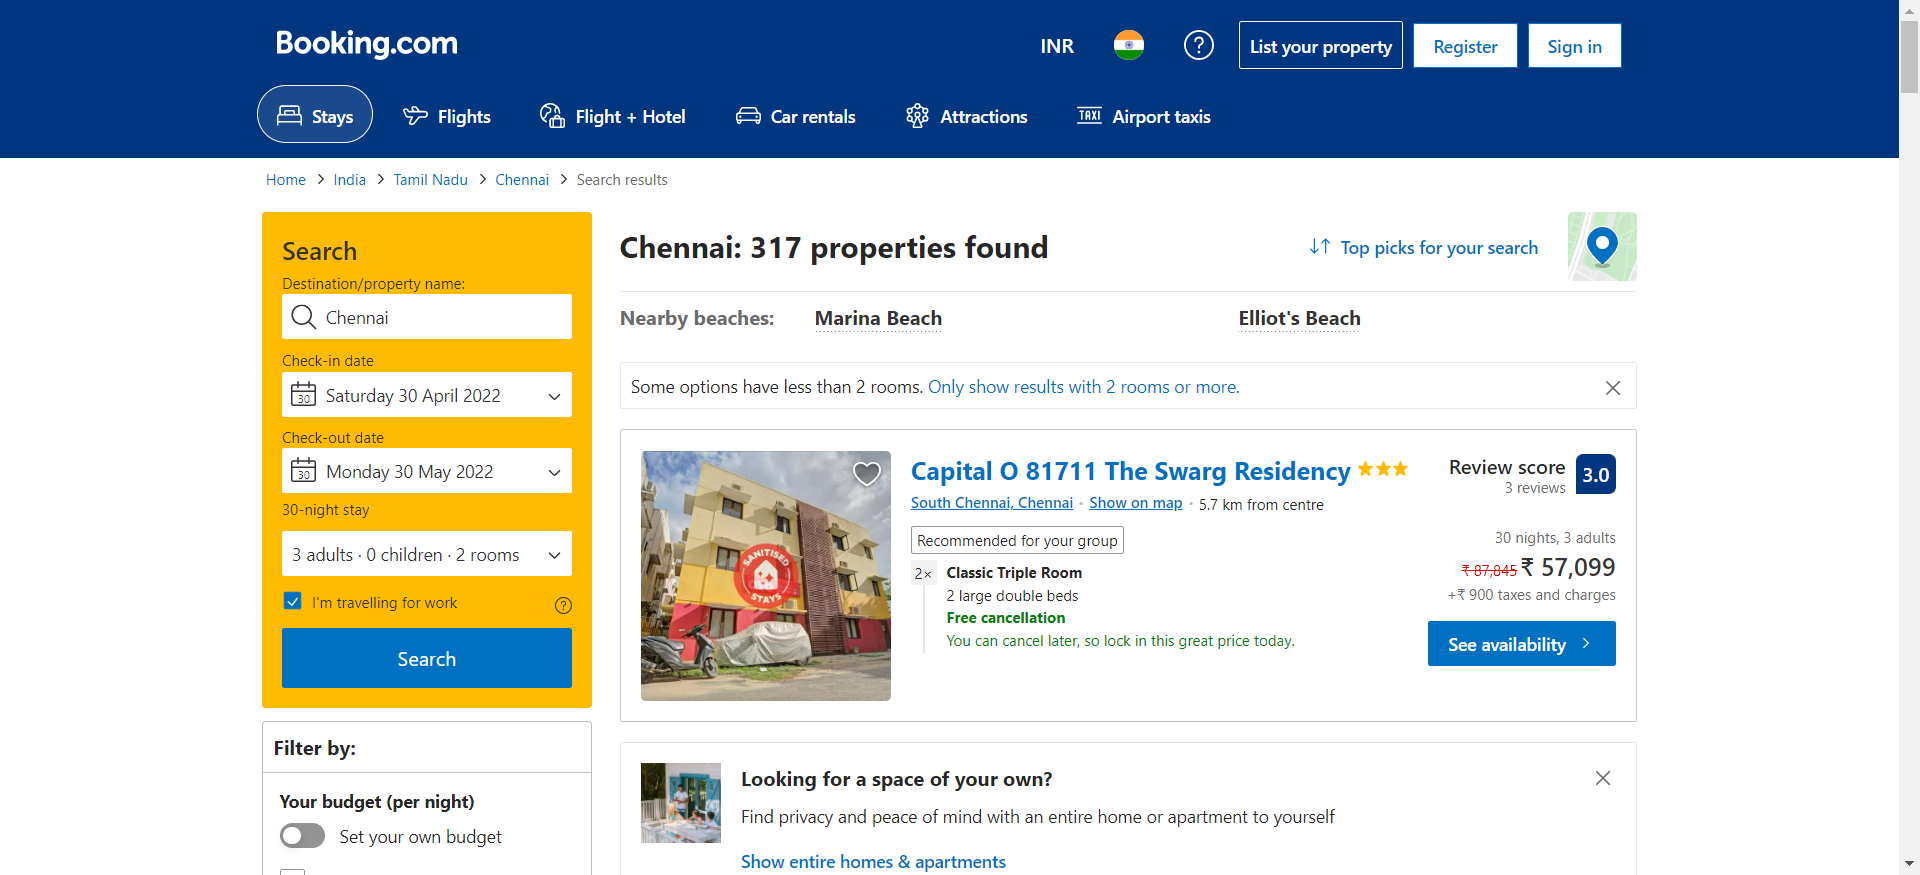 Booking.com
INR
?
List your property
Register
Sign in
Stays
Flights
Flight + Hotel
Car rentals
TAXI Airport taxis
Attractions
Home > India > Tamil Nadu > Chennai > Search results
Search
Destination/property name:
Chennai
Check-in date
30 Saturday 30 April 2022
Check-out date
30 Monday 30 May 2022
30-night stay
3 adults · 0 children · 2 rooms
I'm travelling for work ?
Search
Filter by:
Your budget (per night)
Set your own budget
Chennai: 317 properties found
Top picks for your search
Nearby beaches:
Marina Beach
Elliot's Beach
Some options have less than 2 rooms. Only show results with 2 rooms or more.
SANITISED
STAYS
Capital O 81711 The Swarg Residency
South Chennai, Chennai · Show on map · 5.7 km from centre
Recommended for your group
2× Classic Triple Room
2 large double beds
Free cancellation
You can cancel later, so lock in this great price today.
Review score 3.0
3 reviews
30 nights, 3 adults
₹ 87,845 ₹ 57,099
+₹ 900 taxes and charges
See availability
Looking for a space of your own?
Find privacy and peace of mind with an entire home or apartment to yourself
Show entire homes & apartments